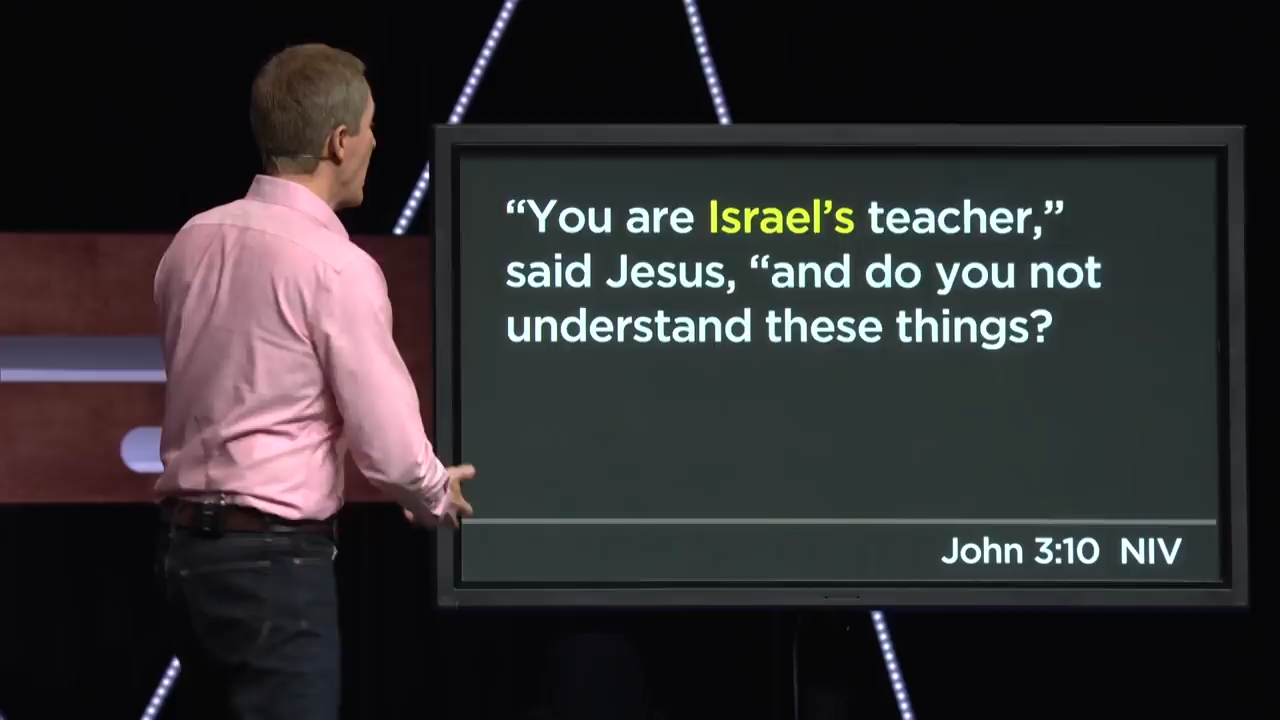 “You are Israel’s teacher,”
said Jesus, “and do you not
understand these things?
John 3:10 NIV